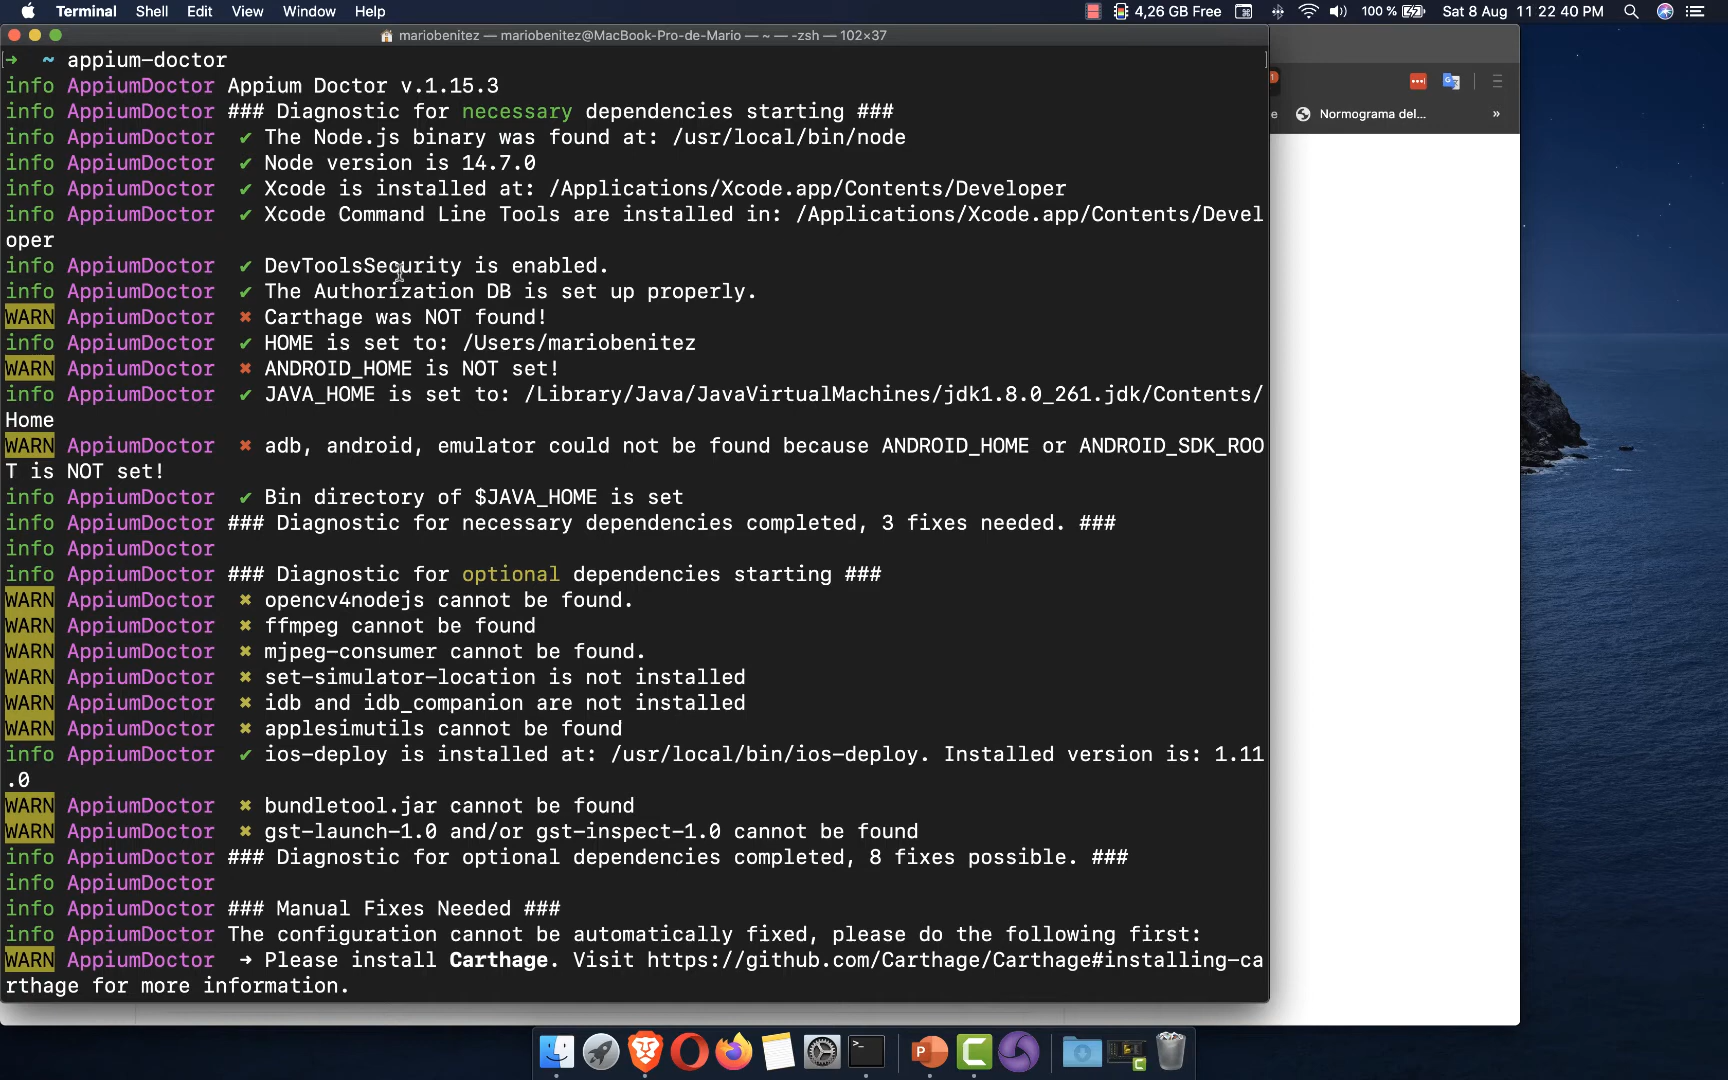 Terminal Shell Edit View Window Help 4,26 GB Free 100 % Sat 8 Aug 11 22 40 PM
mariobenitez — mariobenitez@MacBook-Pro-de-Mario — ~ — -zsh — 102×37
→ ~ appium-doctor
info AppiumDoctor Appium Doctor v.1.15.3
info AppiumDoctor ### Diagnostic for necessary dependencies starting ###
info AppiumDoctor ✔ The Node.js binary was found at: /usr/local/bin/node
info AppiumDoctor ✔ Node version is 14.7.0
info AppiumDoctor ✔ Xcode is installed at: /Applications/Xcode.app/Contents/Developer
info AppiumDoctor ✔ Xcode Command Line Tools are installed in: /Applications/Xcode.app/Contents/Devel
oper
info AppiumDoctor ✔ DevToolsSecurity is enabled.
info AppiumDoctor ✔ The Authorization DB is set up properly.
WARN AppiumDoctor ✖ Carthage was NOT found!
info AppiumDoctor ✔ HOME is set to: /Users/mariobenitez
WARN AppiumDoctor ✖ ANDROID_HOME is NOT set!
info AppiumDoctor ✔ JAVA_HOME is set to: /Library/Java/JavaVirtualMachines/jdk1.8.0_261.jdk/Contents/
Home
WARN AppiumDoctor ✖ adb, android, emulator could not be found because ANDROID_HOME or ANDROID_SDK_ROO
T is NOT set!
info AppiumDoctor ✔ Bin directory of $JAVA_HOME is set
info AppiumDoctor ### Diagnostic for necessary dependencies completed, 3 fixes needed. ###
info AppiumDoctor
info AppiumDoctor ### Diagnostic for optional dependencies starting ###
WARN AppiumDoctor ✖ opencv4nodejs cannot be found.
WARN AppiumDoctor ✖ ffmpeg cannot be found
WARN AppiumDoctor ✖ mjpeg-consumer cannot be found.
WARN AppiumDoctor ✖ set-simulator-location is not installed
WARN AppiumDoctor ✖ idb and idb_companion are not installed
WARN AppiumDoctor ✖ applesimutils cannot be found
info AppiumDoctor ✔ ios-deploy is installed at: /usr/local/bin/ios-deploy. Installed version is: 1.11
.0
WARN AppiumDoctor ✖ bundletool.jar cannot be found
WARN AppiumDoctor ✖ gst-launch-1.0 and/or gst-inspect-1.0 cannot be found
info AppiumDoctor ### Diagnostic for optional dependencies completed, 8 fixes possible. ###
info AppiumDoctor
info AppiumDoctor ### Manual Fixes Needed ###
info AppiumDoctor The configuration cannot be automatically fixed, please do the following first:
WARN AppiumDoctor ➜ Please install Carthage. Visit https://github.com/Carthage/Carthage#installing-ca
rthage for more information.
e Normograma del... »